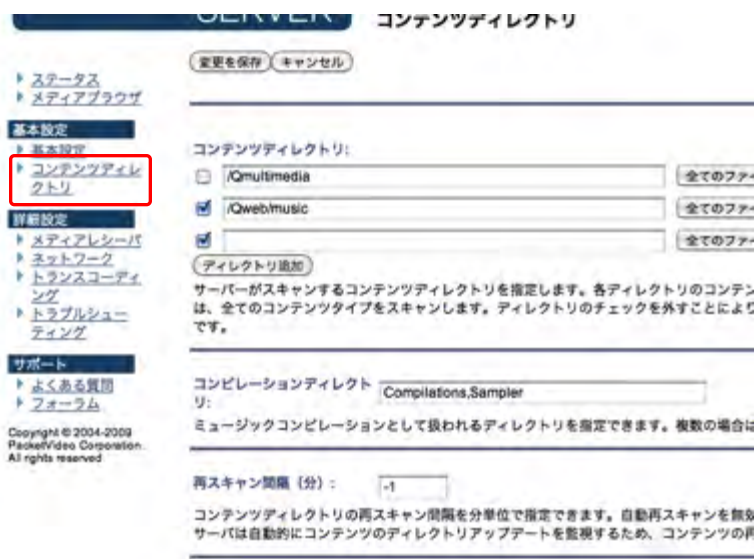 SERVER
コンテンツディレクトリ
変更を保存 キャンセル
ステータス
メディアブラウザ
基本設定
基本設定
コンテンツディレ
クトリ
詳細設定
メディアレシーバ
ネットワーク
トランスコーディ
ング
トラブルシュー
ティング
サポート
よくある質問
フォーラム
Copyright © 2004-2009
PacketVideo Corporation.
All rights reserved
コンテンツディレクトリ:
/Qmultimedia 全てのファイ
/Qweb/music 全てのファイ
全てのファイ
ディレクトリ追加
サーバーがスキャンするコンテンツディレクトリを指定します。各ディレクトリのコンテン
は、全てのコンテンツタイプをスキャンします。ディレクトリのチェックを外すことにより
です。
コンピレーションディレクト
リ:
Compilations,Sampler
ミュージックコンピレーションとして扱われるディレクトリを指定できます。複数の場合は
再スキャン間隔（分）: -1
コンテンツディレクトリの再スキャン間隔を分単位で指定できます。自動再スキャンを無効
サーバは自動的にコンテンツのディレクトリアップデートを監視するため、コンテンツの再